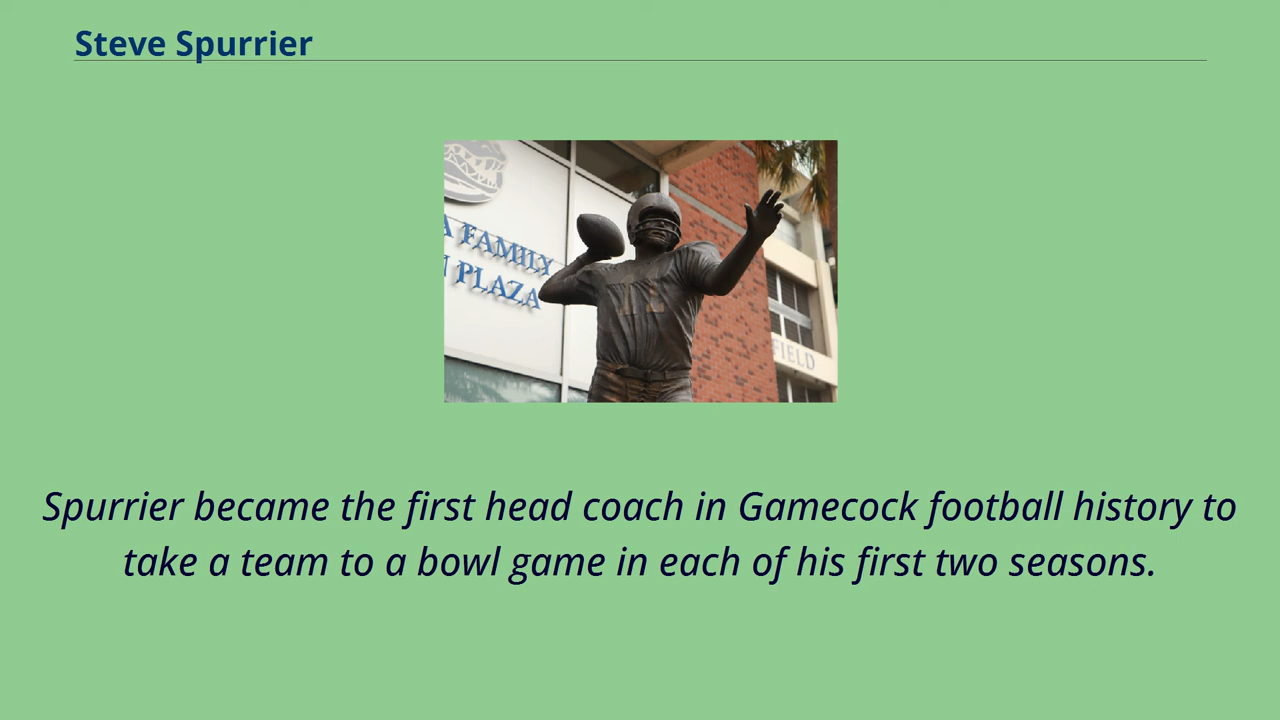 Steve Spurrier
FAMILY
PLAZA
11
FIELD
Spurrier became the first head coach in Gamecock football history to
take a team to a bowl game in each of his first two seasons.